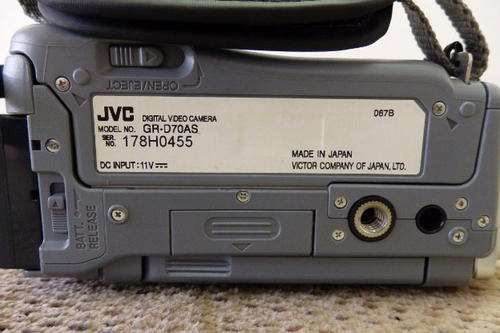 OPEN/EJECT
JVC DIGITAL VIDEO CAMERA 087B
MODEL NO. GR-D70AS
SER. NO. 178H0455
MADE IN JAPAN
DC INPUT : 11V ⎓ VICTOR COMPANY OF JAPAN, LTD.
BATT. RELEASE